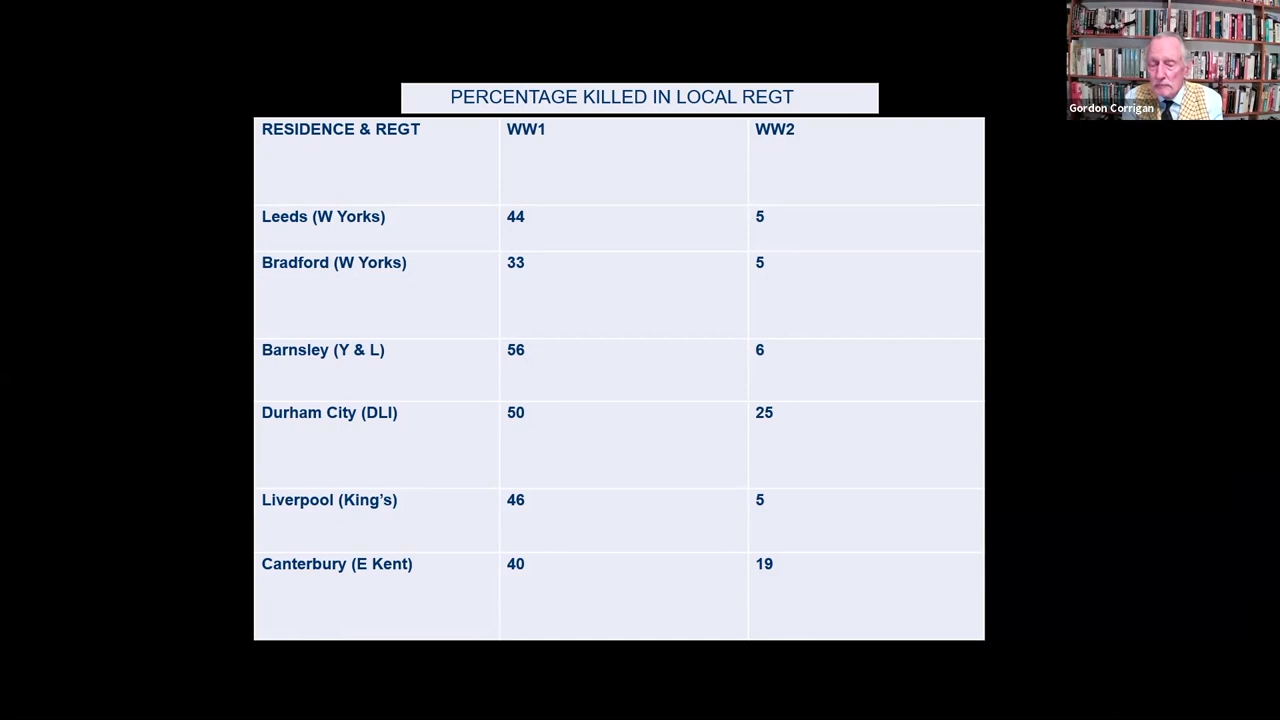 PERCENTAGE KILLED IN LOCAL REGT
RESIDENCE & REGT WW1 WW2
Leeds (W Yorks) 44 5
Bradford (W Yorks) 33 5
Barnsley (Y & L) 56 6
Durham City (DLI) 50 25
Liverpool (King’s) 46 5
Canterbury (E Kent) 40 19
Gordon Corrigan